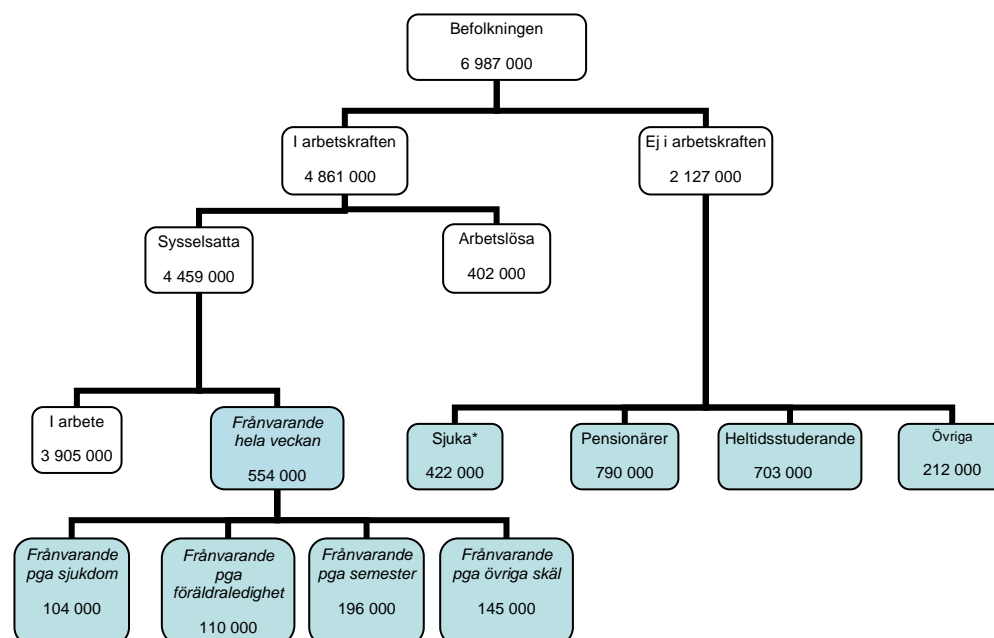 Befolkningen
6 987 000
I arbetskraften
4 861 000
Ej i arbetskraften
2 127 000
Sysselsatta
4 459 000
Arbetslösa
402 000
I arbete
3 905 000
Frånvarande
hela veckan
554 000
Sjuka*
422 000
Pensionärer
790 000
Heltidsstuderande
703 000
Övriga
212 000
Frånvarande
pga sjukdom
104 000
Frånvarande
pga
föräldraledighet
110 000
Frånvarande
pga semester
196 000
Frånvarande
pga övriga skäl
145 000